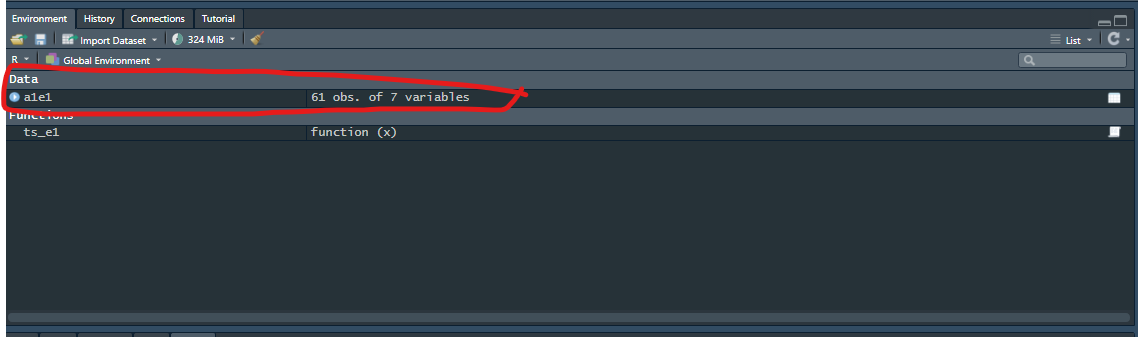 Environment History Connections Tutorial
Import Dataset 324 MiB List
R Global Environment
Data
a1e1 61 obs. of 7 variables
Functions
ts_e1 function (x)